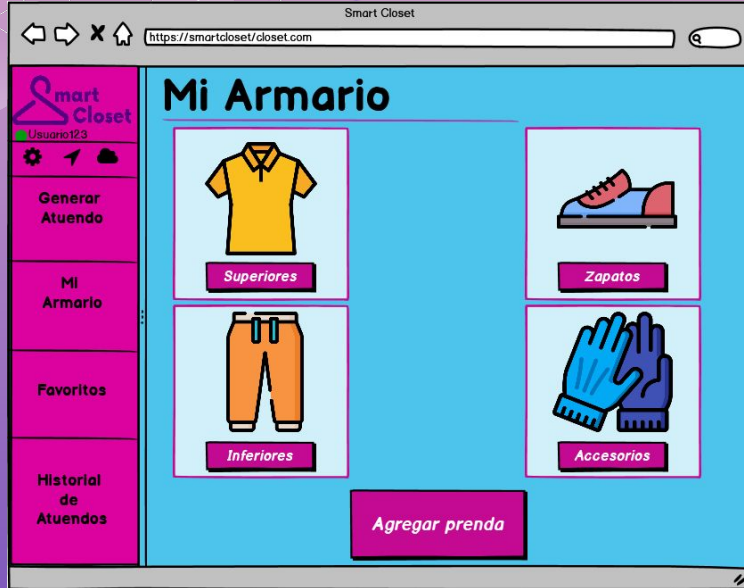 Smart Closet
https://smartcloset/closet.com
Smart
Closet
Usuario123
Generar
Atuendo
Mi
Armario
Favoritos
Historial
de
Atuendos
Mi Armario
Superiores
Zapatos
Inferiores
Accesorios
Agregar prenda